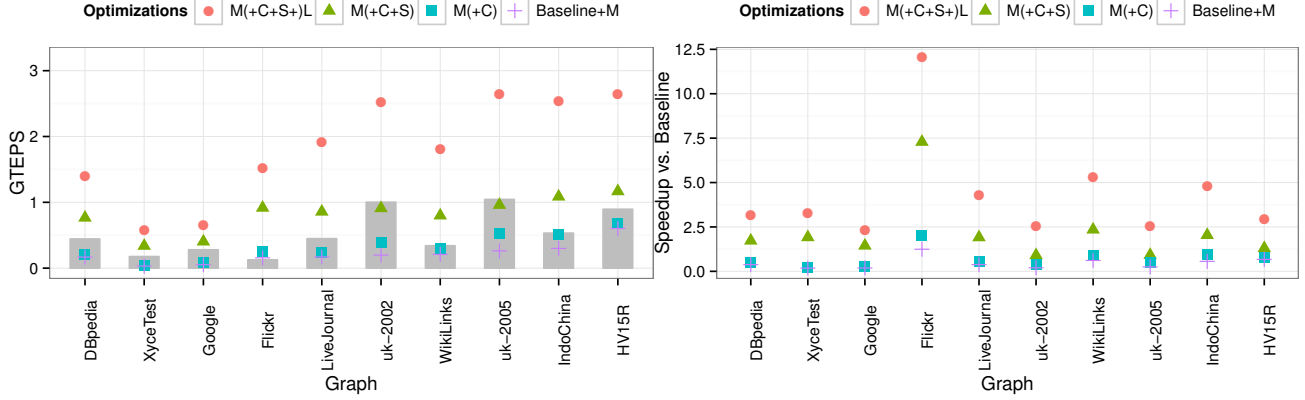 Optimizations M(+C+S+)L M(+C+S) M(+C) Baseline+M
GTEPS
3
2
1
0
DBpedia XyceTest Google Flickr LiveJournal uk−2002 WikiLinks uk−2005 IndoChina HV15R
Graph
Optimizations M(+C+S+)L M(+C+S) M(+C) Baseline+M
Speedup vs. Baseline
12.5
10.0
7.5
5.0
2.5
0.0
DBpedia XyceTest Google Flickr LiveJournal uk−2002 WikiLinks uk−2005 IndoChina HV15R
Graph